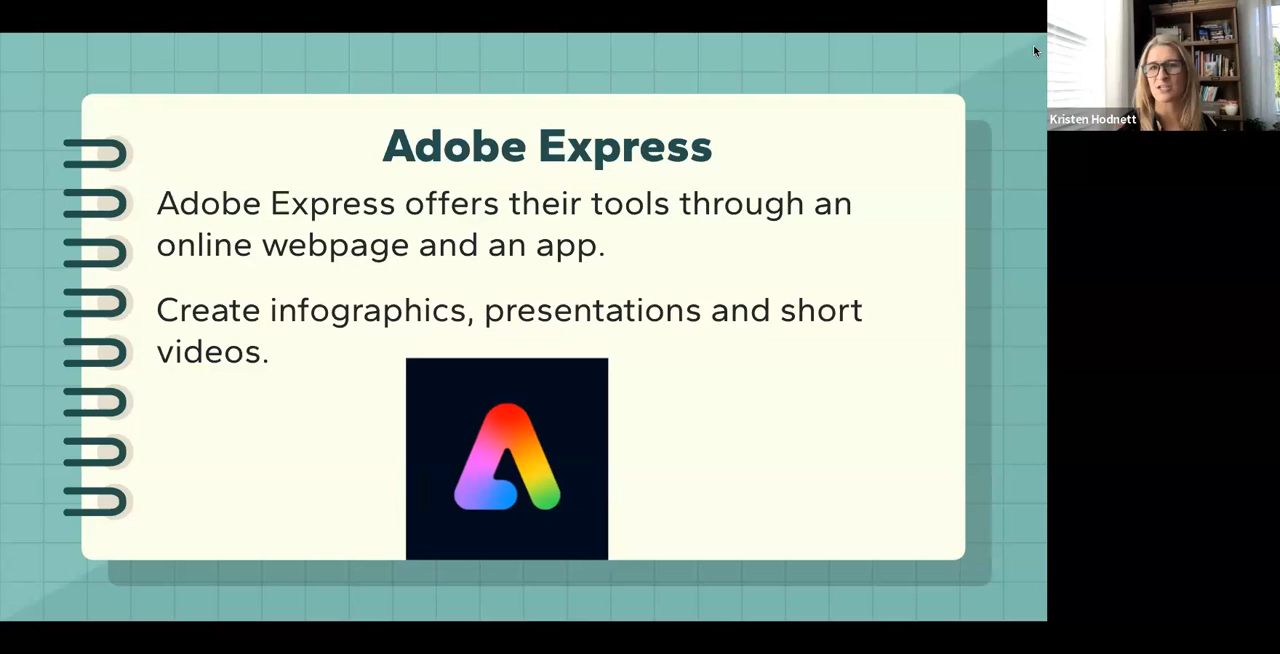 Adobe Express
Adobe Express offers their tools through an
online webpage and an app.
Create infographics, presentations and short
videos.
Kristen Hodnett